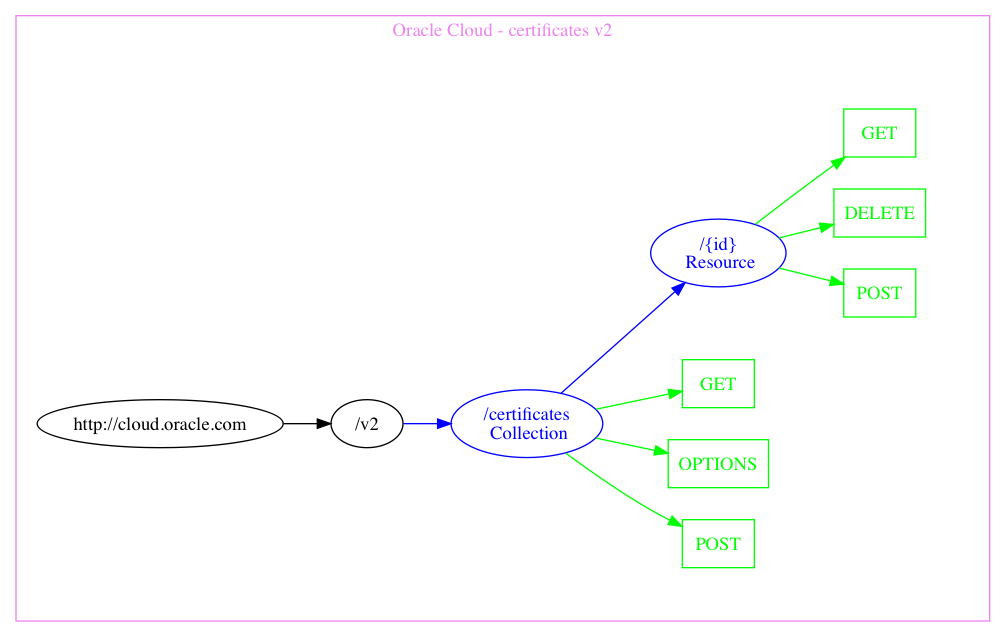 Oracle Cloud - certificates v2
GET
DELETE
/{id}
Resource
POST
GET
http://cloud.oracle.com
/v2
/certificates
Collection
OPTIONS
POST